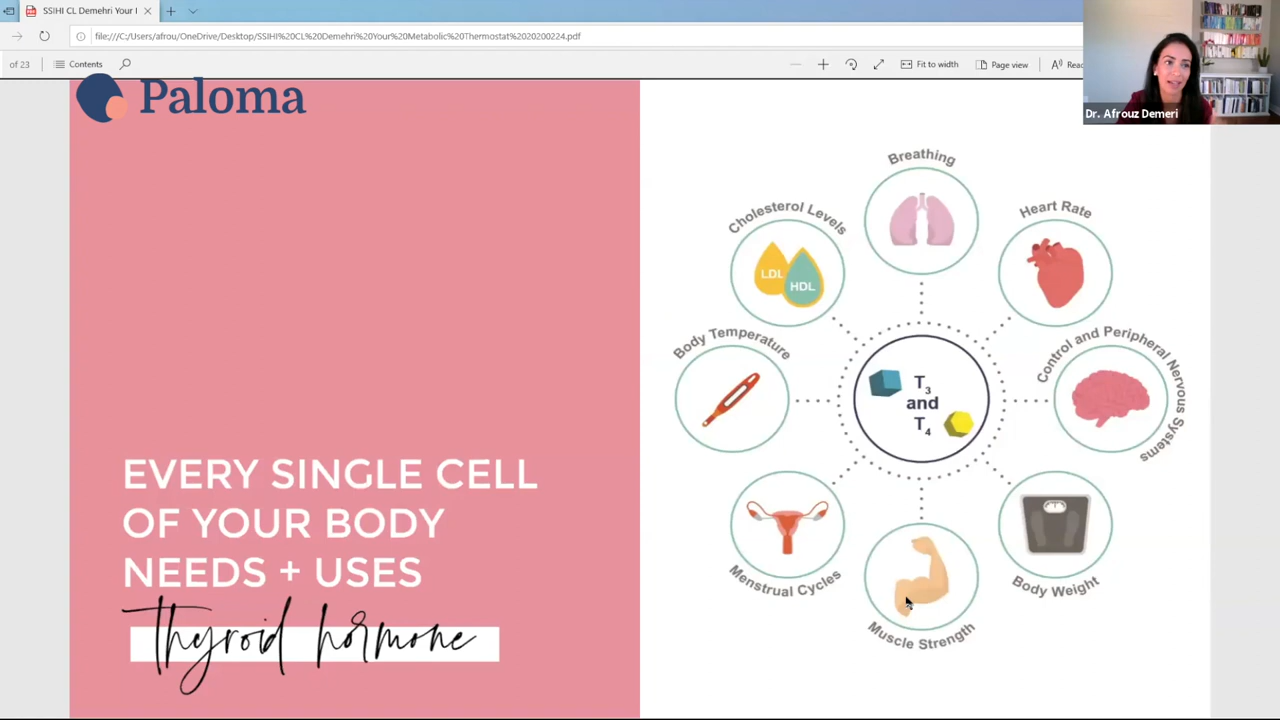 SSIHI CL Demehri Your I
file:///C:/Users/afrou/OneDrive/Desktop/SSIHI%20CL%20Demehri%20Your%20Metabolic%20Thermostat%2020200224.pdf
of 23
Contents
Fit to width
Page view
Read
Dr. Afrouz Demeri
Paloma
EVERY SINGLE CELL
OF YOUR BODY
NEEDS + USES
thyroid hormone
Breathing
Cholesterol Levels
Heart Rate
LDL
HDL
Body Temperature
Control and Peripheral Nervous Systems
T3
and
T4
Menstrual Cycles
Body Weight
Muscle Strength